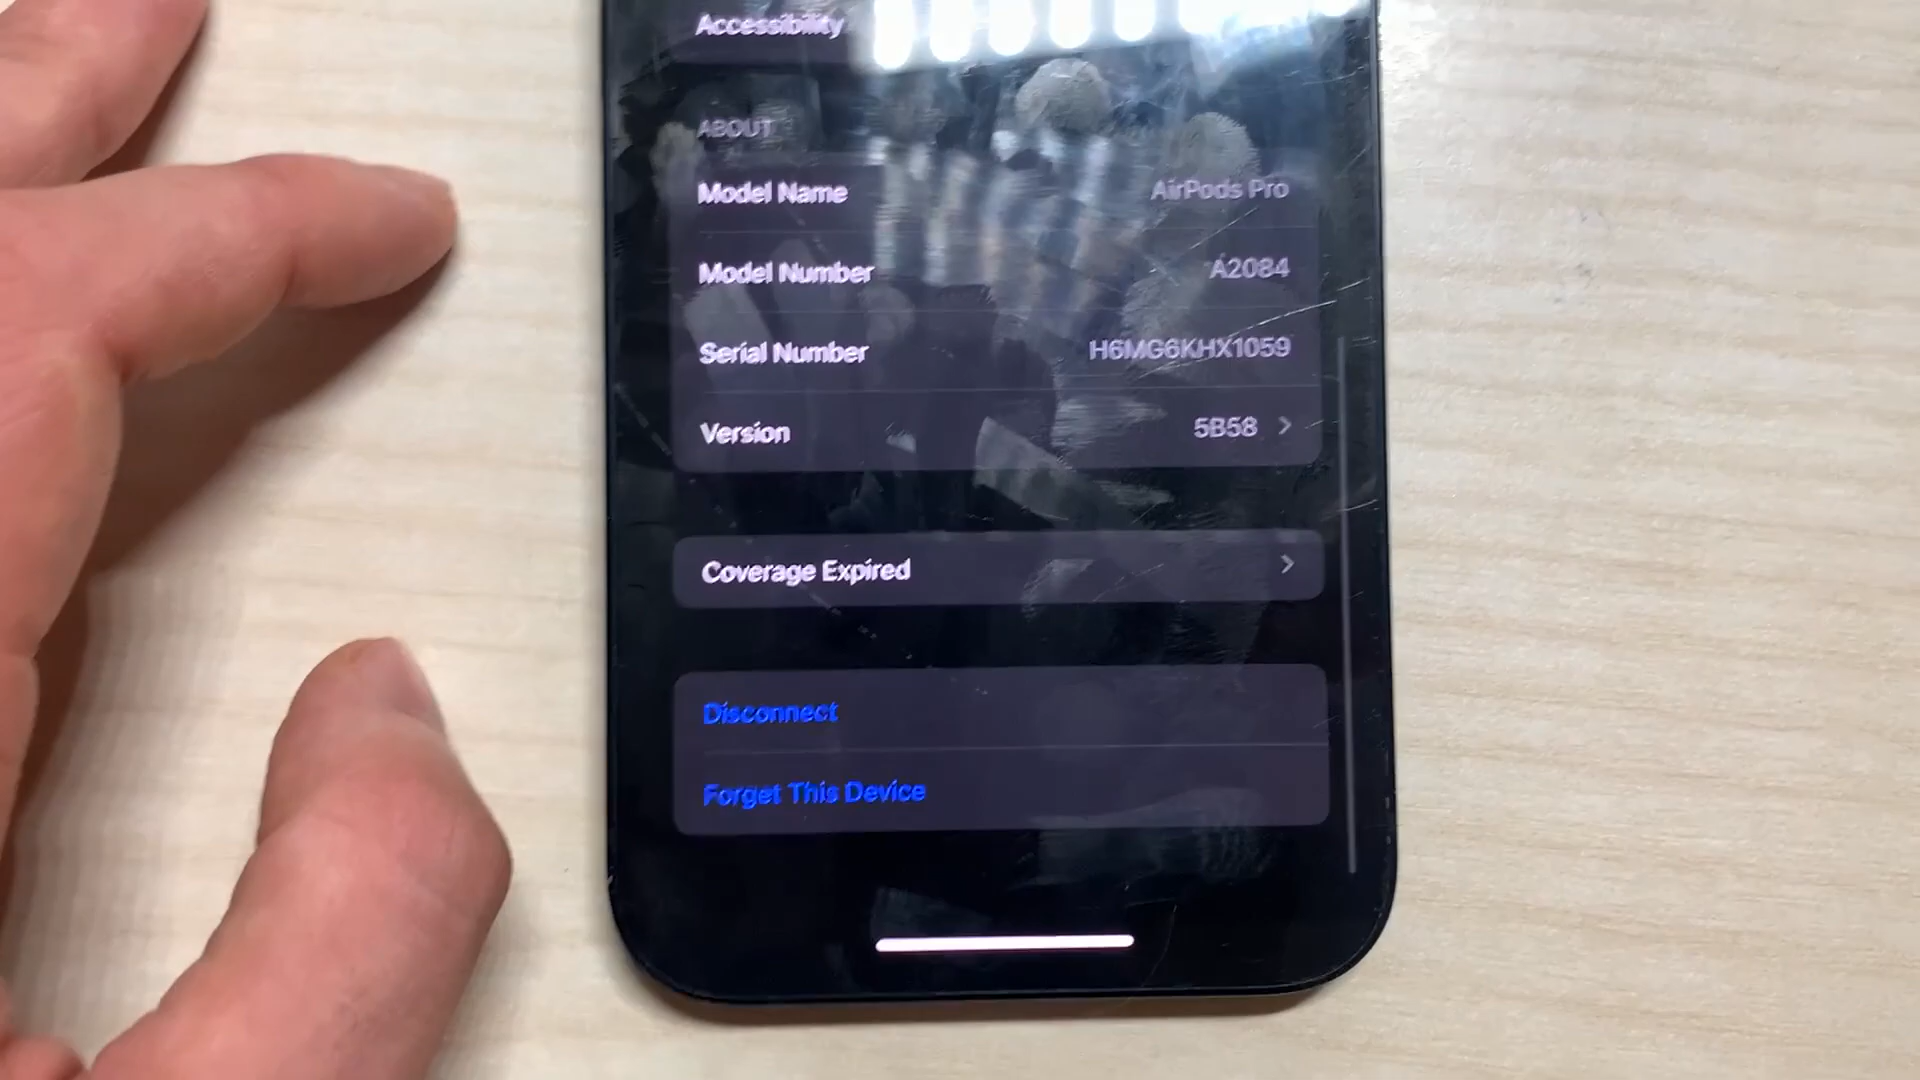 Accessibility
ABOUT
Model Name AirPods Pro
Model Number A2084
Serial Number H6MG6KHX1059
Version 5B58
Coverage Expired
Disconnect
Forget This Device